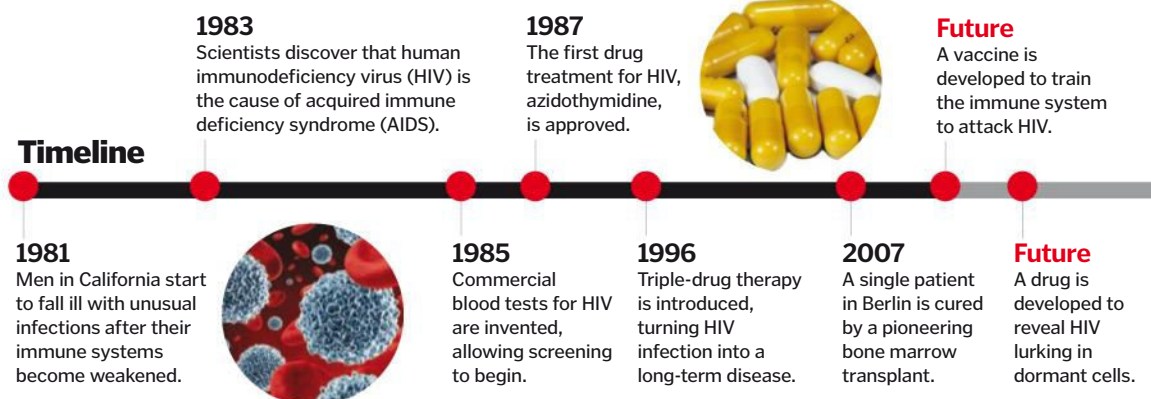 Timeline
1981
Men in California start
to fall ill with unusual
infections after their
immune systems
become weakened.
1983
Scientists discover that human
immunodeficiency virus (HIV) is
the cause of acquired immune
deficiency syndrome (AIDS).
1985
Commercial
blood tests for HIV
are invented,
allowing screening
to begin.
1987
The first drug
treatment for HIV,
azidothymidine,
is approved.
1996
Triple-drug therapy
is introduced,
turning HIV
infection into a
long-term disease.
2007
A single patient
in Berlin is cured
by a pioneering
bone marrow
transplant.
Future
A vaccine is
developed to train
the immune system
to attack HIV.
Future
A drug is
developed to
reveal HIV
lurking in
dormant cells.